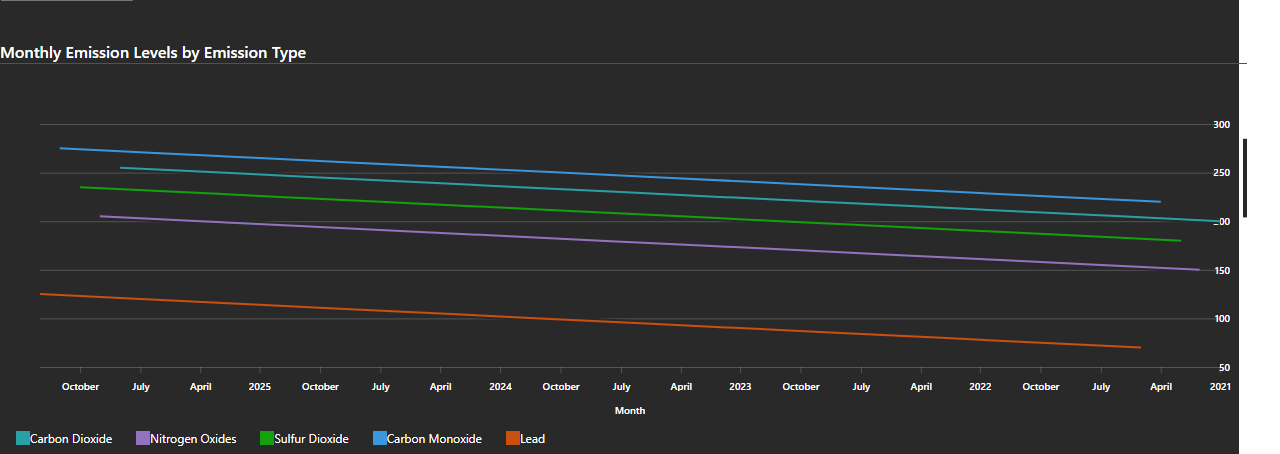 Monthly Emission Levels by Emission Type
300
250
200
150
100
50
October July April 2025 October July April 2024 October July April 2023 October July April 2022 October July April 2021
Month
Carbon Dioxide Nitrogen Oxides Sulfur Dioxide Carbon Monoxide Lead